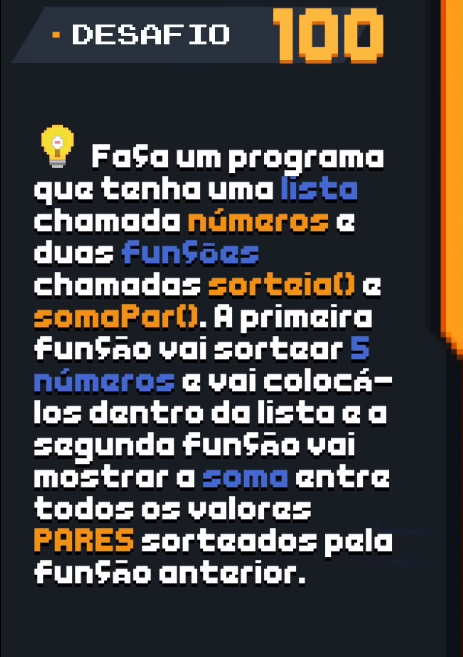 · DESAFIO 100
Faça um programa
que tenha uma lista
chamada números e
duas funções
chamadas sorteia() e
somaPar(). A primeira
função vai sortear 5
números e vai colocá-
los dentro da lista e a
segunda função vai
mostrar a soma entre
todos os valores
PARES sorteados pela
função anterior.